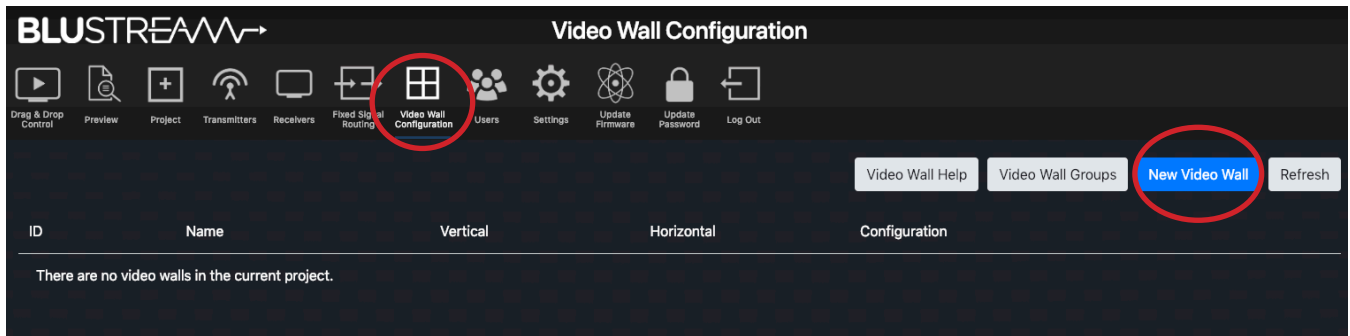 BLUSTREAM
Video Wall Configuration
Drag & Drop Control
Preview
Project
Transmitters
Receivers
Fixed Signal Routing
Video Wall Configuration
Users
Settings
Update Firmware
Update Password
Log Out
Video Wall Help
Video Wall Groups
New Video Wall
Refresh
ID Name Vertical Horizontal Configuration
There are no video walls in the current project.